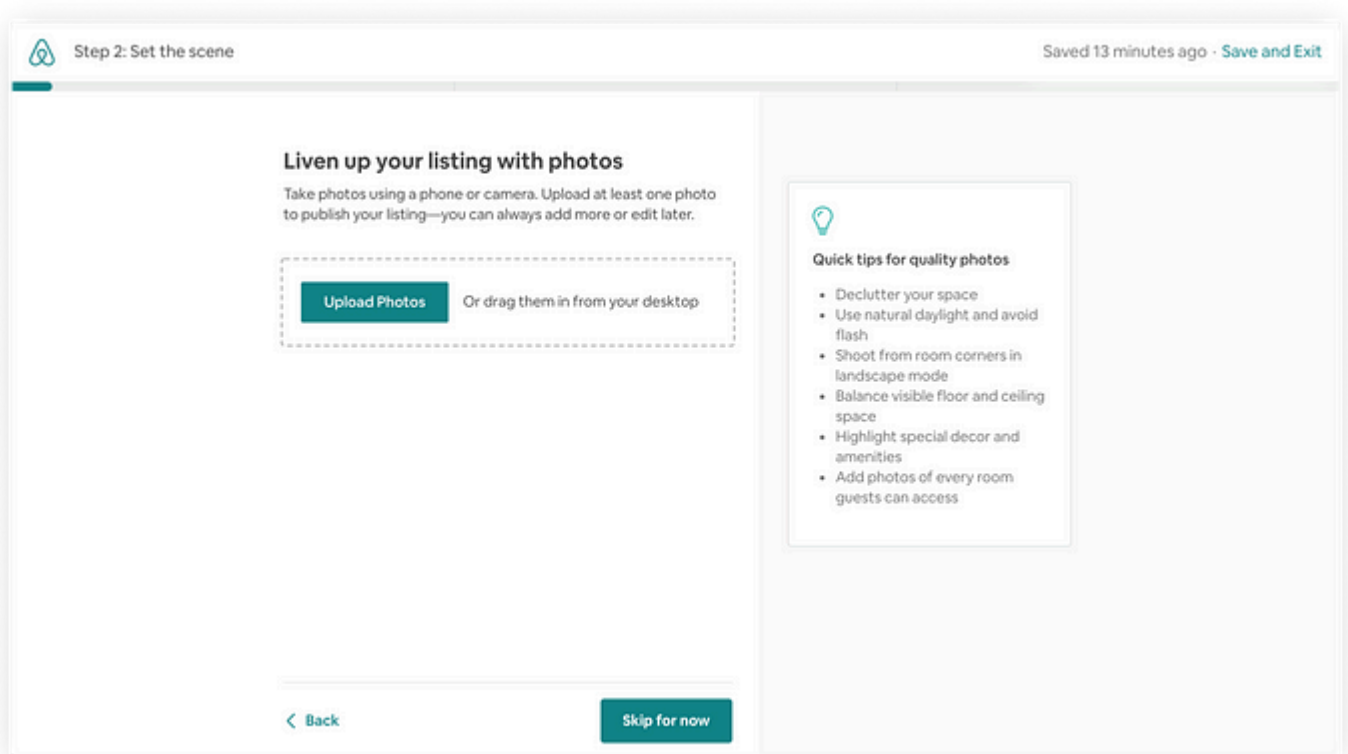 Step 2: Set the scene
Saved 13 minutes ago · Save and Exit
Liven up your listing with photos
Take photos using a phone or camera. Upload at least one photo
to publish your listing—you can always add more or edit later.
Upload Photos
Or drag them in from your desktop
Back
Skip for now
Quick tips for quality photos
• Declutter your space
• Use natural daylight and avoid
flash
• Shoot from room corners in
landscape mode
• Balance visible floor and ceiling
space
• Highlight special decor and
amenities
• Add photos of every room
guests can access